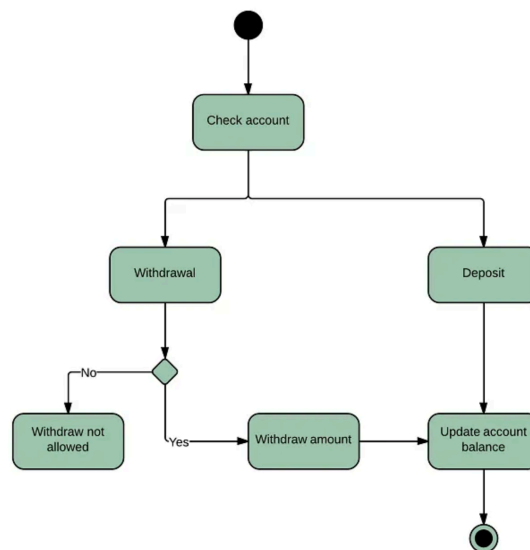 Check account
Withdrawal
Deposit
No
Withdraw not
allowed
Yes
Withdraw amount
Update account
balance